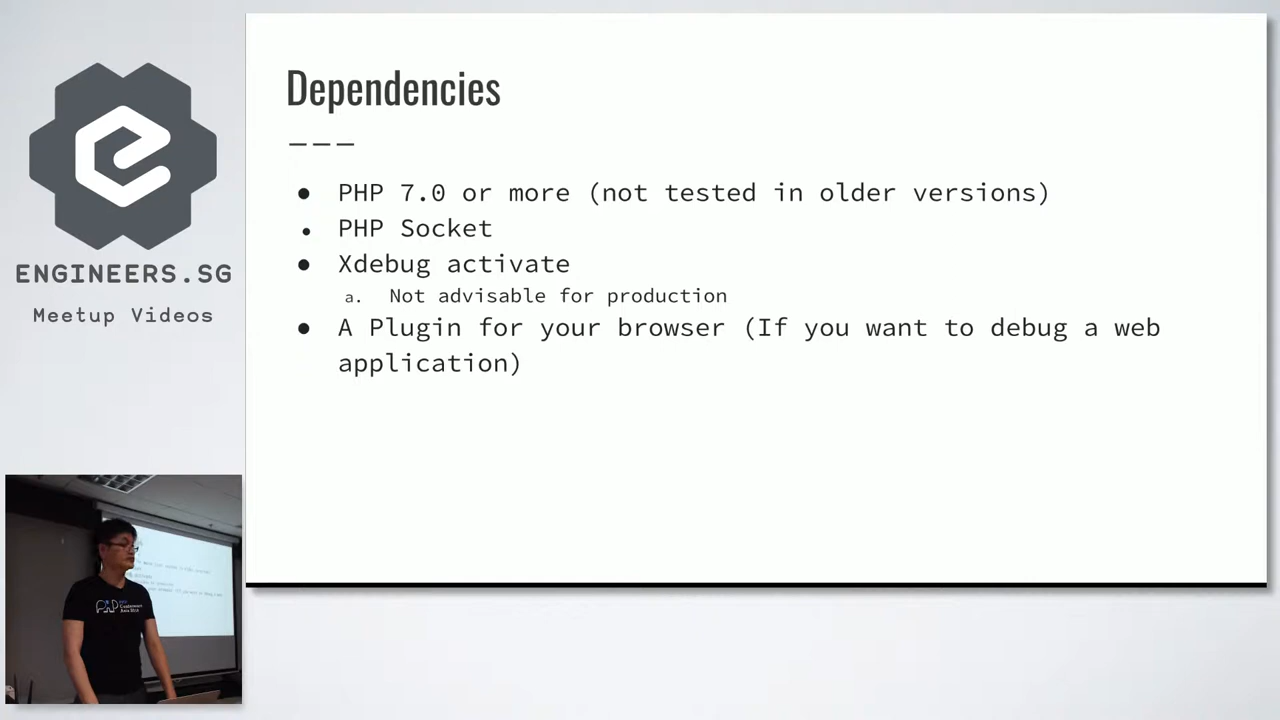 ENGINEERS.SG
Meetup Videos
Dependencies
———
● PHP 7.0 or more (not tested in older versions)
● PHP Socket
● Xdebug activate
a. Not advisable for production
● A Plugin for your browser (If you want to debug a web
application)